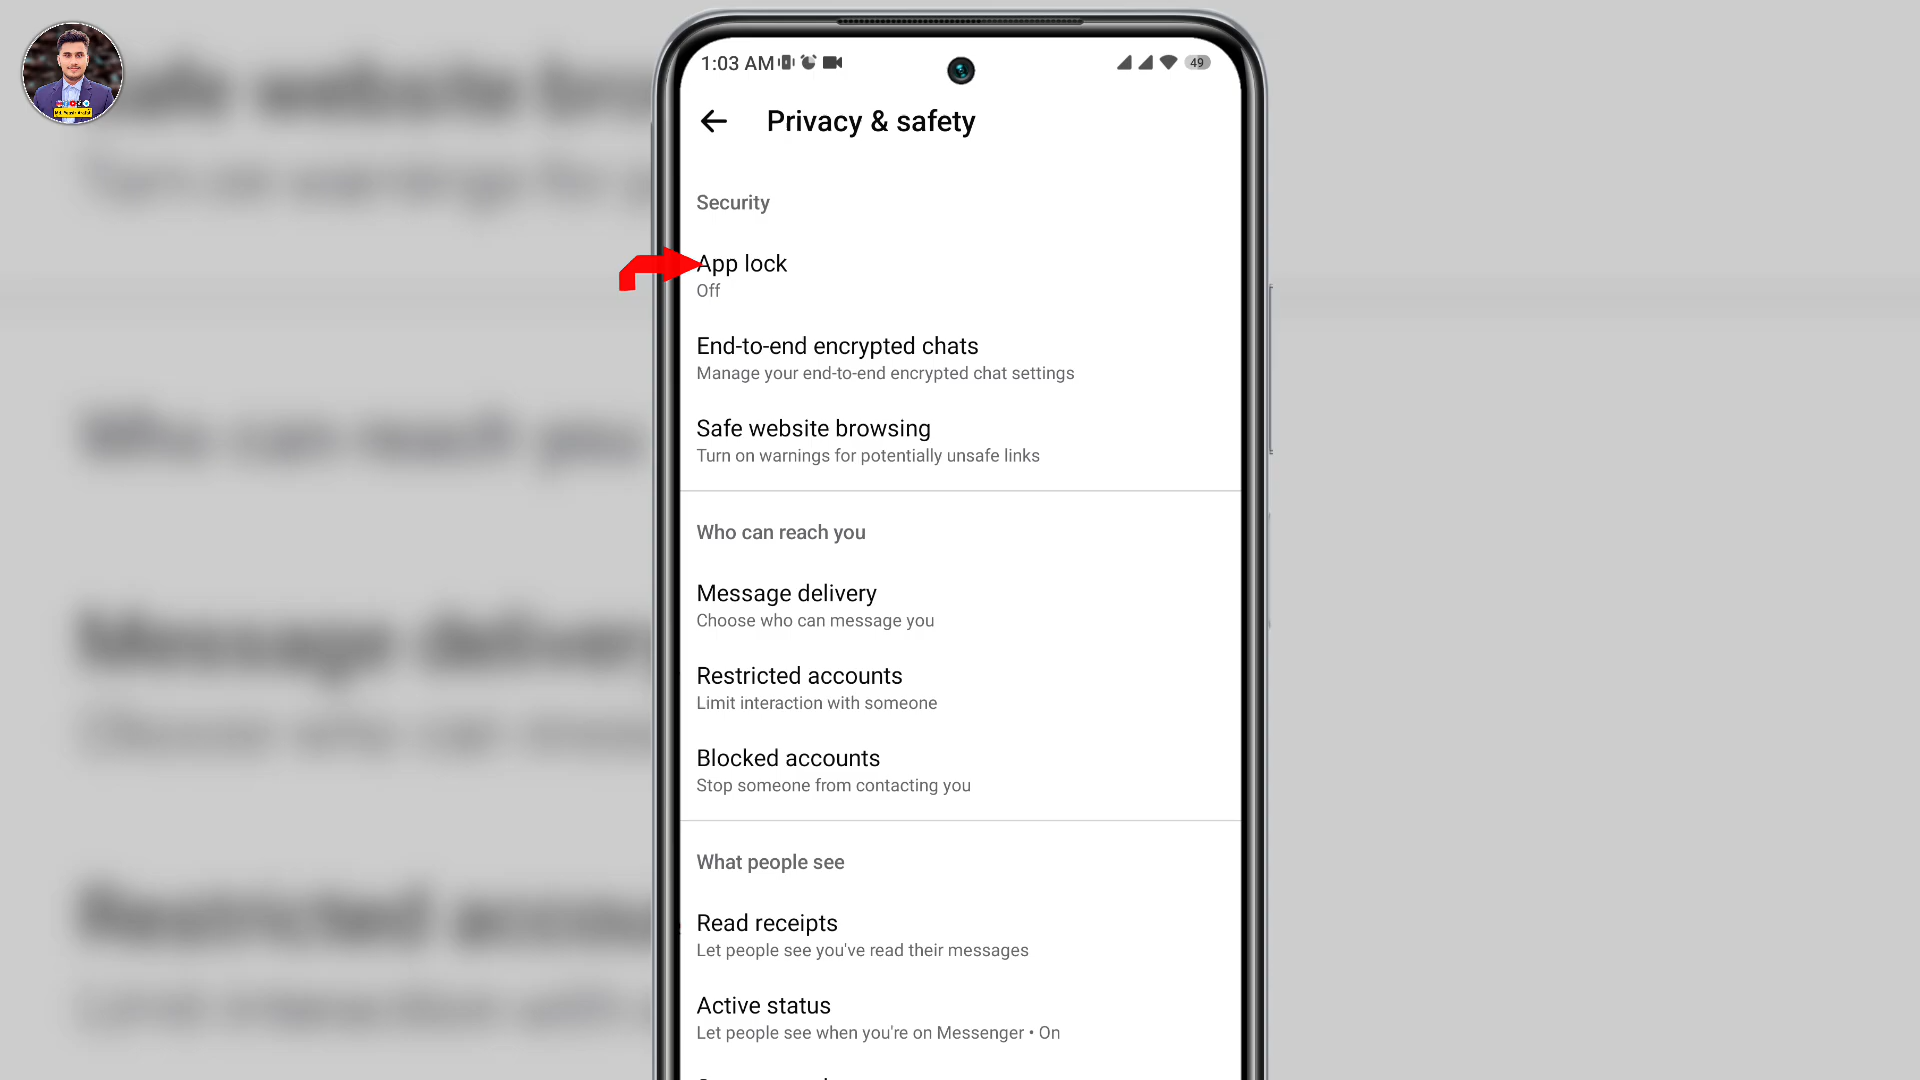 1:03 AM
49
Privacy & safety
Security
App lock
Off
End-to-end encrypted chats
Manage your end-to-end encrypted chat settings
Safe website browsing
Turn on warnings for potentially unsafe links
Who can reach you
Message delivery
Choose who can message you
Restricted accounts
Limit interaction with someone
Blocked accounts
Stop someone from contacting you
What people see
Read receipts
Let people see you've read their messages
Active status
Let people see when you're on Messenger • On